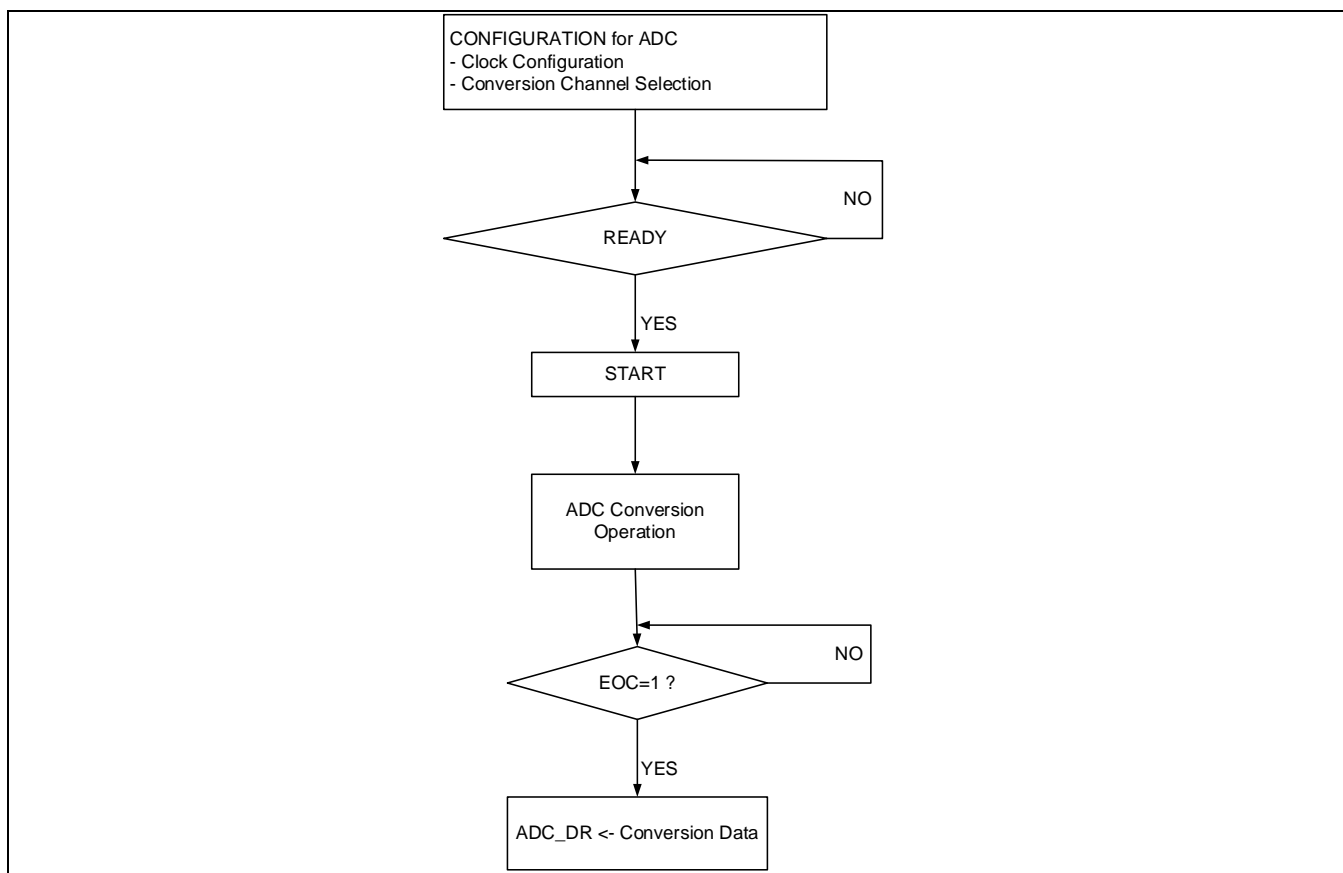 CONFIGURATION for ADC
- Clock Configuration
- Conversion Channel Selection
NO
READY
YES
START
ADC Conversion
Operation
NO
EOC=1 ?
YES
ADC_DR <- Conversion Data